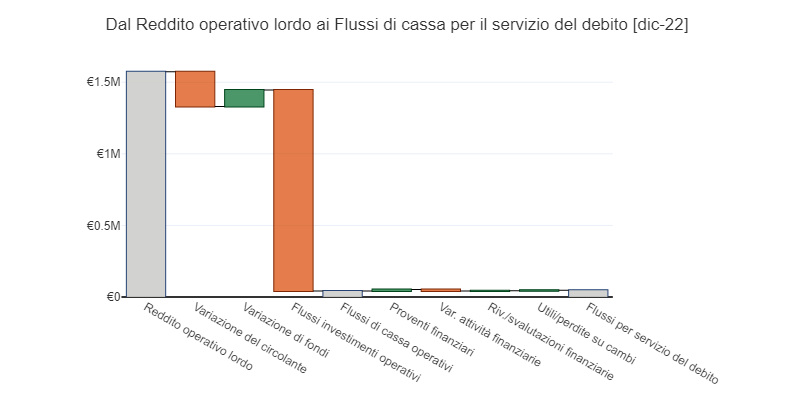 Dal Reddito operativo lordo ai Flussi di cassa per il servizio del debito [dic-22]
€1.5M
€1M
€0.5M
€0
Reddito operativo lordo
Variazione del circolante
Variazione di fondi
Flussi investimenti operativi
Flussi di cassa operativi
Proventi finanziari
Var. attività finanziarie
Riv./svalutazioni finanziarie
Utili/perdite su cambi
Flussi per servizio del debito